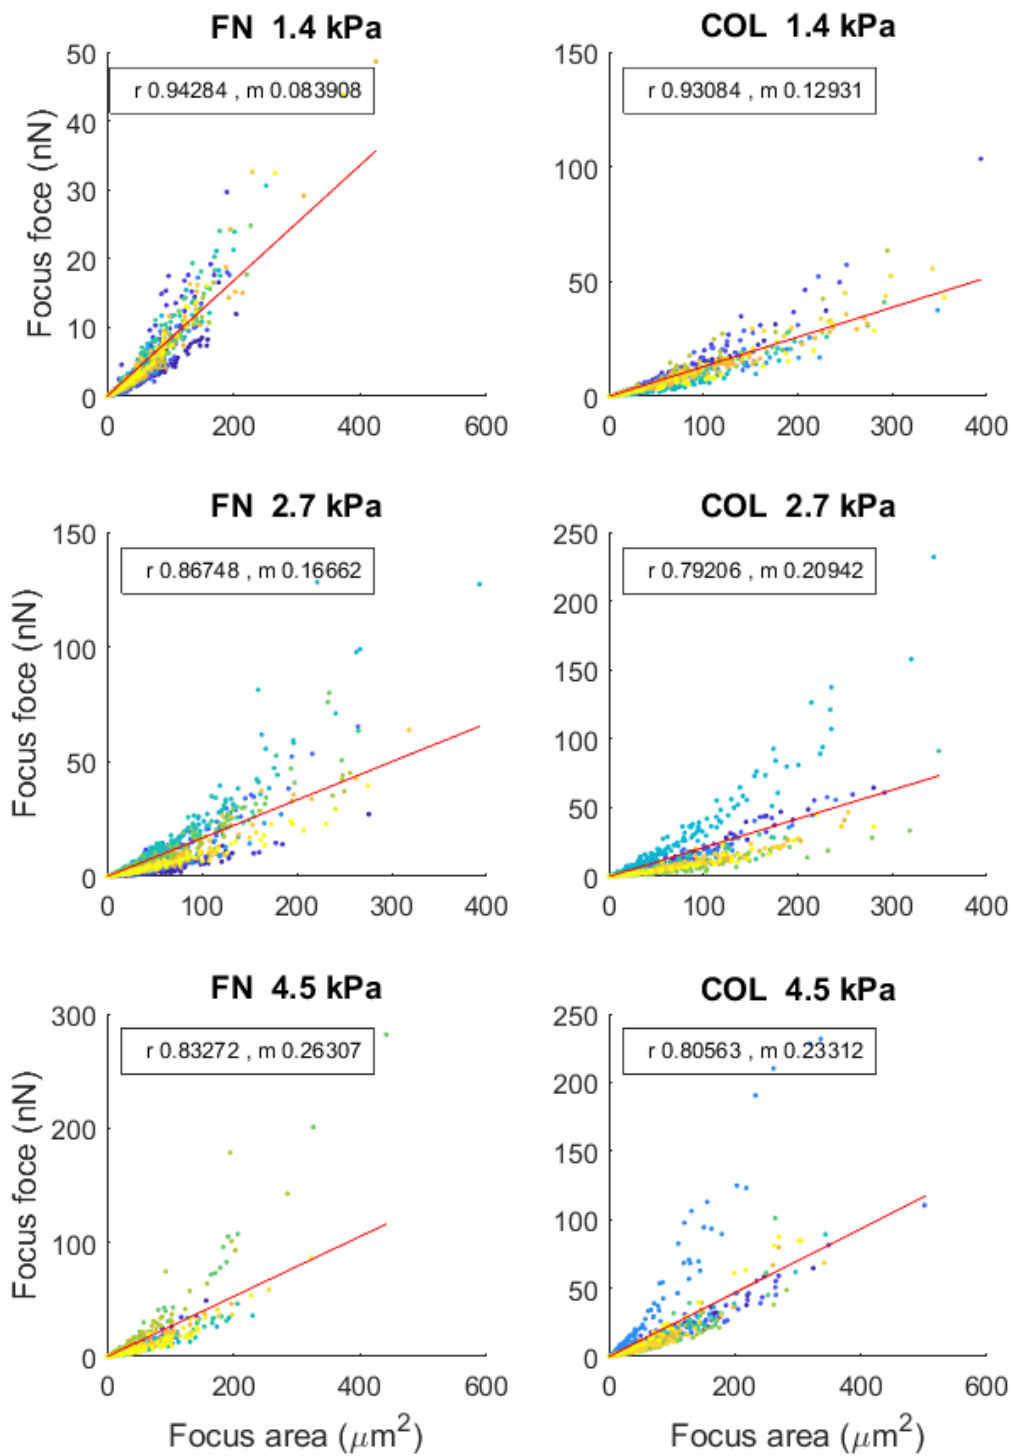 FN  1.4 kPa
COL  1.4 kPa
r 0.94284 , m 0.083908
r 0.93084 , m 0.12931
Focus foce (nN)
50
40
30
20
10
0
0 200 400 600
150
100
50
0
0 100 200 300 400
FN  2.7 kPa
COL  2.7 kPa
r 0.86748 , m 0.16662
r 0.79206 , m 0.20942
Focus foce (nN)
150
100
50
0
0 100 200 300 400
250
200
150
100
50
0
0 100 200 300 400
FN  4.5 kPa
COL  4.5 kPa
r 0.83272 , m 0.26307
r 0.80563 , m 0.23312
Focus foce (nN)
300
200
100
0
0 200 400 600
250
200
150
100
50
0
0 200 400 600
Focus area (μm²)
Focus area (μm²)